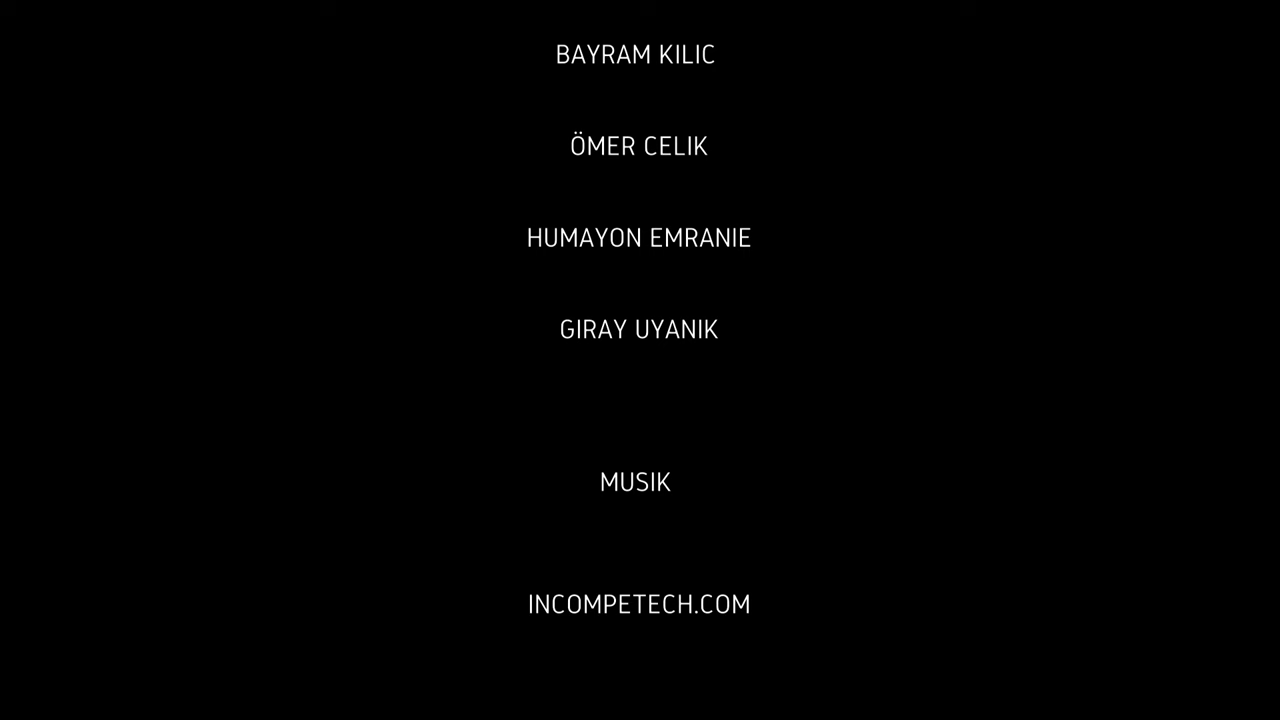 BAYRAM KILIC
ÖMER CELIK
HUMAYON EMRANIE
GIRAY UYANIK
MUSIK
INCOMPETECH.COM